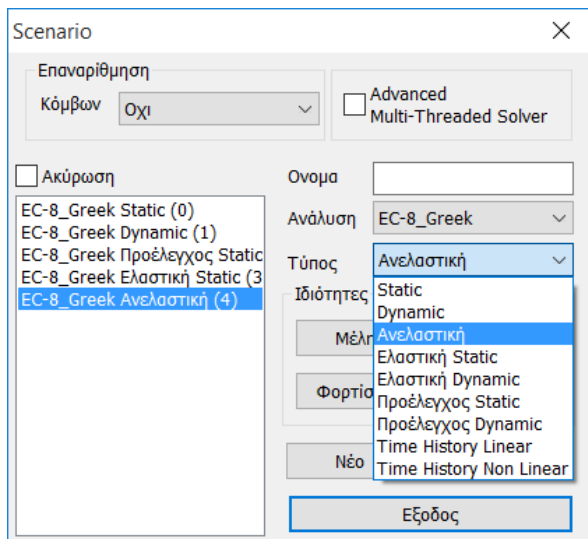 Scenario
Επαναρίθμηση
Κόμβων Οχι
Advanced
Multi-Threaded Solver
Ακύρωση
EC-8_Greek Static (0)
EC-8_Greek Dynamic (1)
EC-8_Greek Προέλεγχος Static
EC-8_Greek Ελαστική Static (3
EC-8_Greek Ανελαστική (4)
Ονομα
Ανάλυση EC-8_Greek
Τύπος Ανελαστική
Static
Dynamic
Ανελαστική
Ελαστική Static
Ελαστική Dynamic
Προέλεγχος Static
Προέλεγχος Dynamic
Time History Linear
Time History Non Linear
Ιδιότητες
Μέλη
Φορτίσ
Νέο
Εξοδος